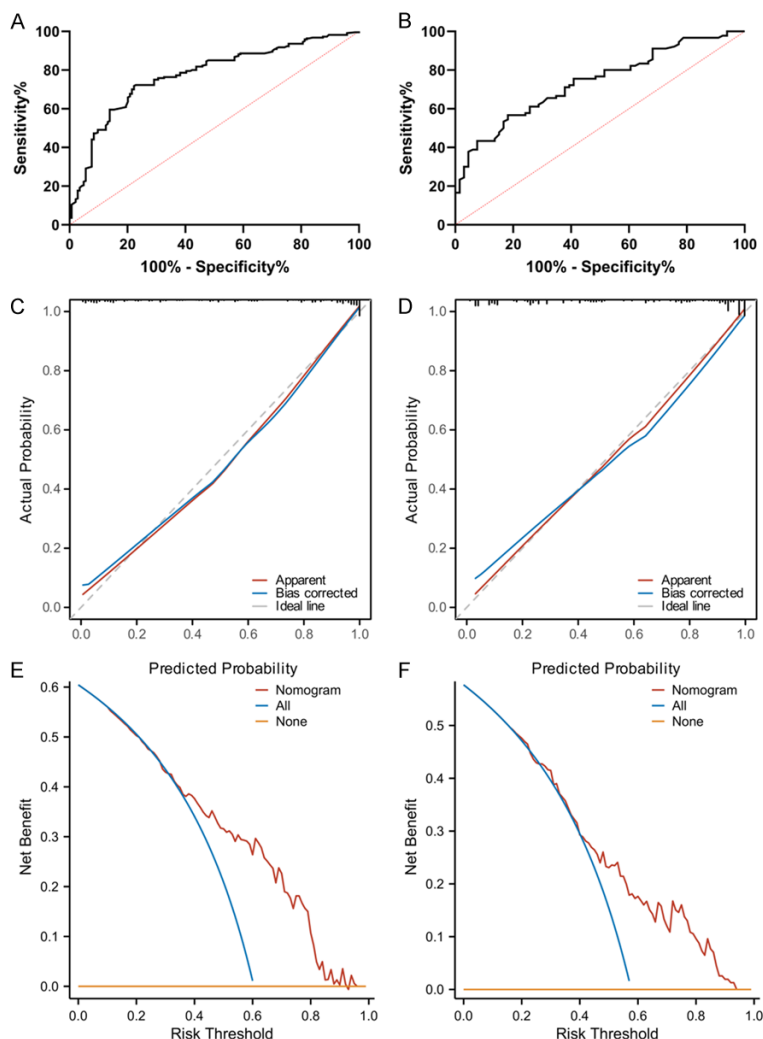 A
100
80
60
40
20
0
Sensitivity%
0 20 40 60 80 100
100% - Specificity%
B
100
80
60
40
20
0
Sensitivity%
0 20 40 60 80 100
100% - Specificity%
C
1.0
0.8
0.6
0.4
0.2
0.0
Actual Probability
Apparent
Bias corrected
Ideal line
0.0 0.2 0.4 0.6 0.8 1.0
Predicted Probability
D
1.0
0.8
0.6
0.4
0.2
0.0
Actual Probability
Apparent
Bias corrected
Ideal line
0.0 0.2 0.4 0.6 0.8 1.0
Predicted Probability
E
0.6
0.5
0.4
0.3
0.2
0.1
0.0
Net Benefit
Nomogram
All
None
0.0 0.2 0.4 0.6 0.8 1.0
Risk Threshold
F
0.5
0.4
0.3
0.2
0.1
0.0
Net Benefit
Nomogram
All
None
0.0 0.2 0.4 0.6 0.8 1.0
Risk Threshold